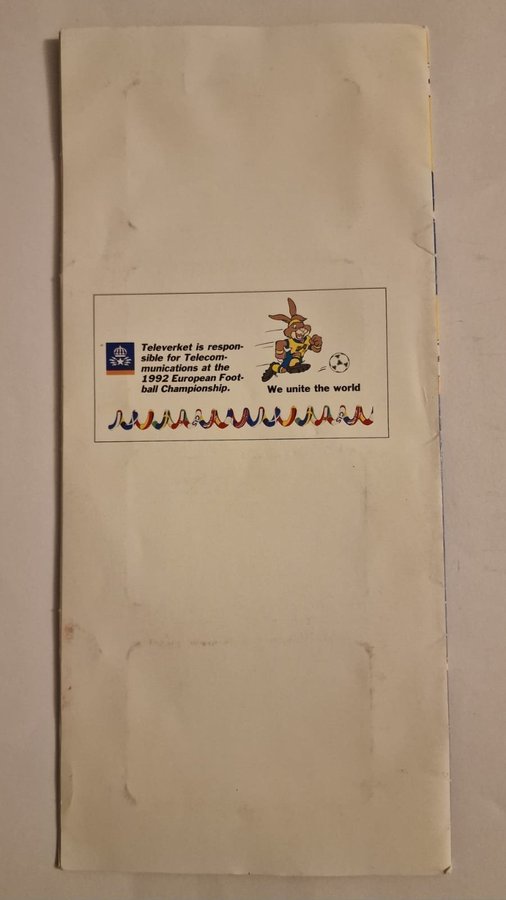 Televerket is respon-
sible for Telecom-
munications at the
1992 European Foot-
ball Championship.
We unite the world